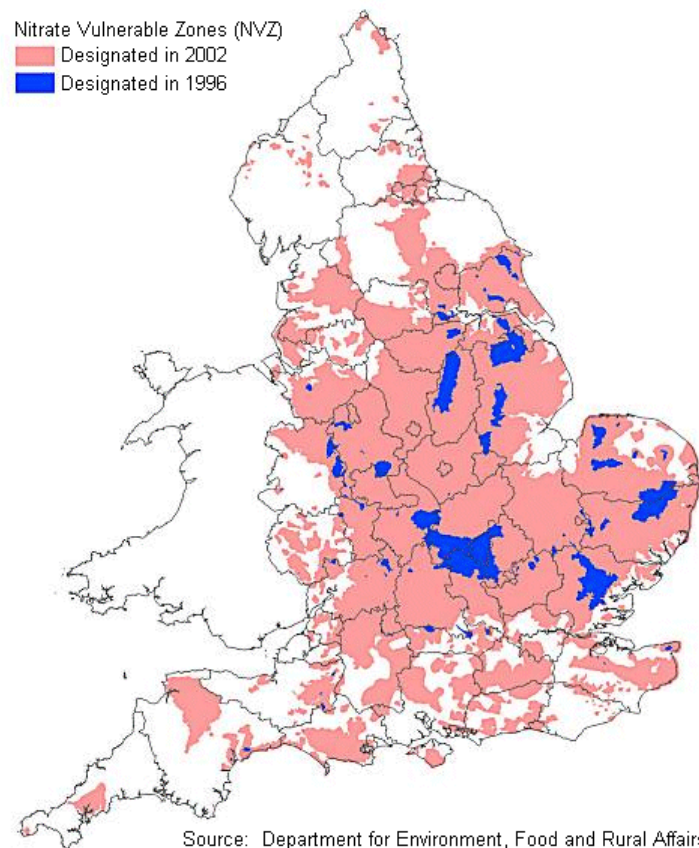 Nitrate Vulnerable Zones (NVZ)
Designated in 2002
Designated in 1996
Source: Department for Environment, Food and Rural Affairs